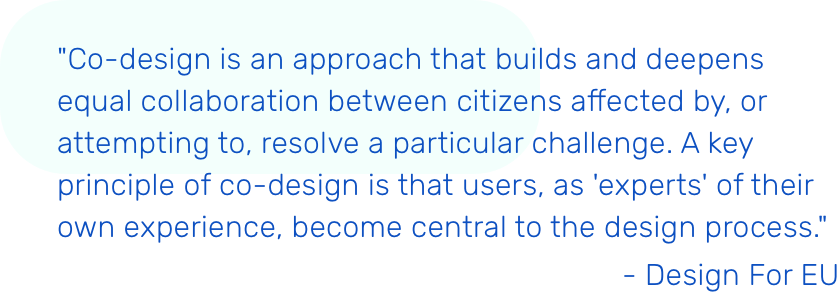 "Co-design is an approach that builds and deepens
equal collaboration between citizens affected by, or
attempting to, resolve a particular challenge. A key
principle of co-design is that users, as 'experts' of their
own experience, become central to the design process."
- Design For EU